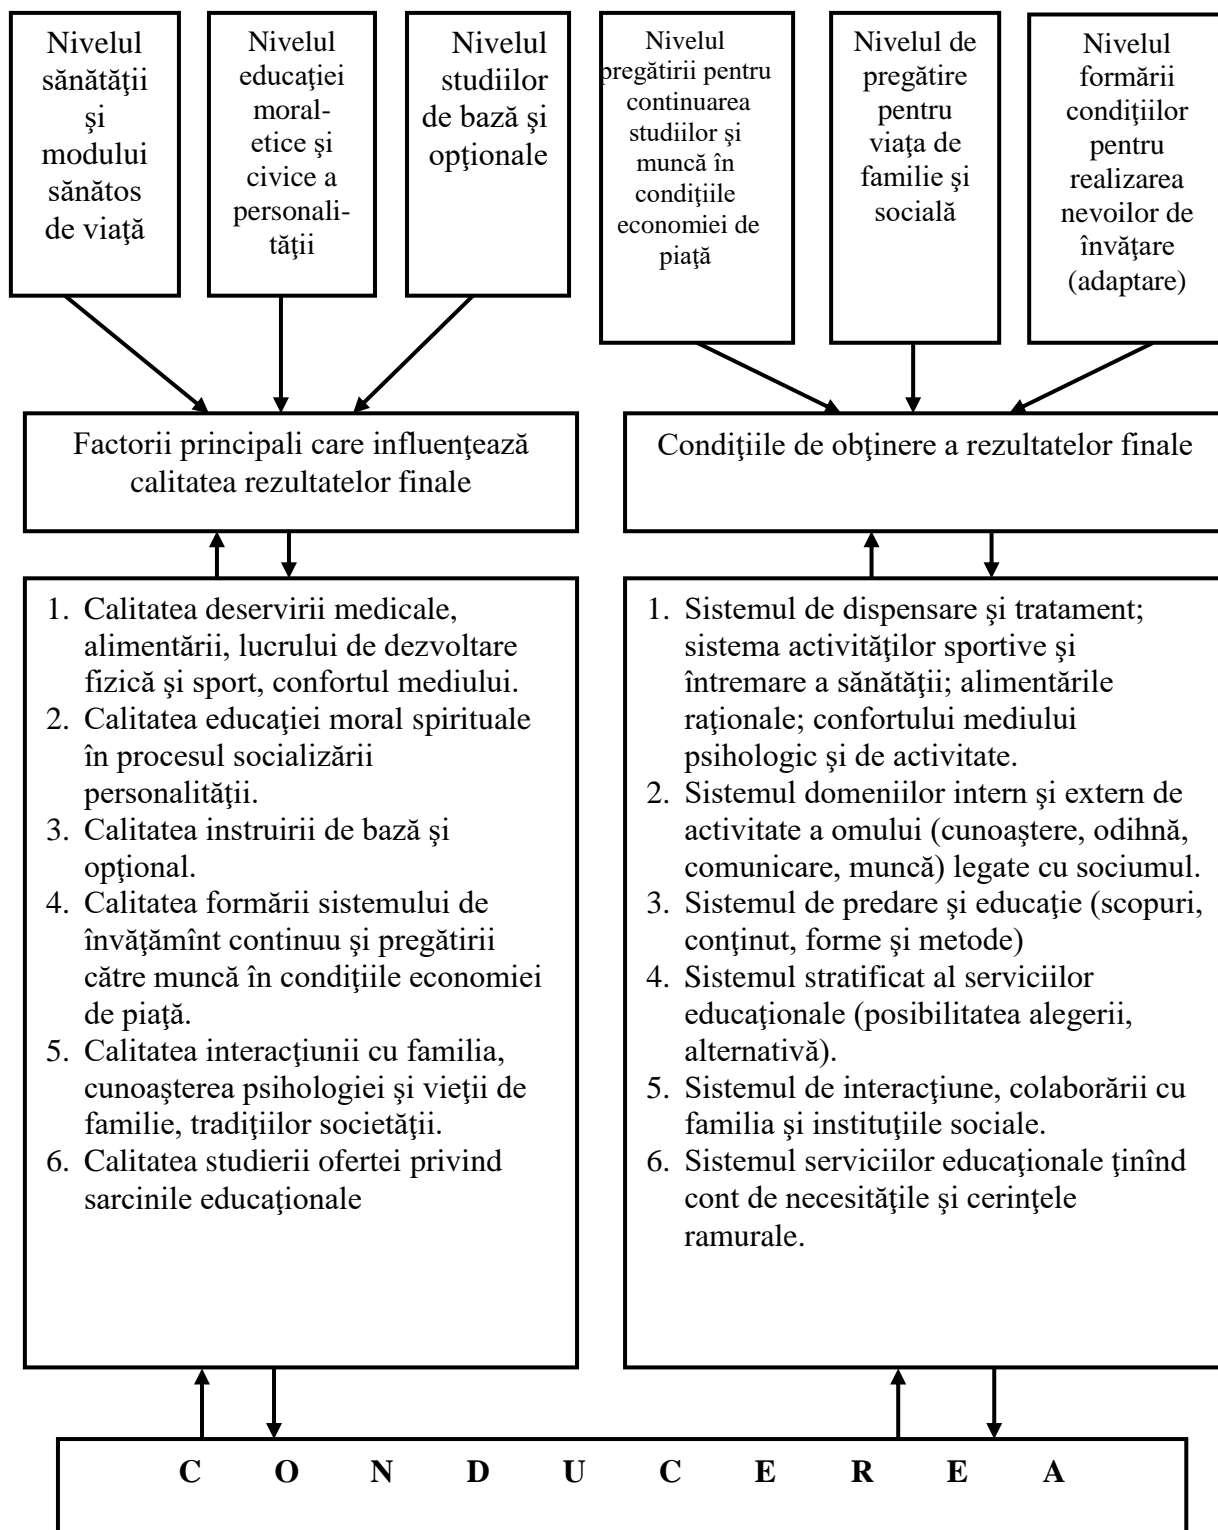 Nivelul
sănătăţii
şi
modului
sănătos
de viaţă
Nivelul
educaţiei
moral-
etice şi
civice a
personali-
tăţii
Nivelul
studiilor
de bază şi
opţionale
Nivelul
pregătirii pentru
continuarea
studiilor şi
muncă în
condiţiile
economiei de
piaţă
Nivelul de
pregătire
pentru
viaţa de
familie şi
socială
Nivelul
formării
condiţiilor
pentru
realizarea
nevoilor de
învăţare
(adaptare)
Factorii principali care influenţează
calitatea rezultatelor finale
Condiţiile de obţinere a rezultatelor finale
1. Calitatea deservirii medicale,
alimentării, lucrului de dezvoltare
fizică şi sport, confortul mediului.
2. Calitatea educaţiei moral spirituale
în procesul socializării
personalităţii.
3. Calitatea instruirii de bază şi
opţional.
4. Calitatea formării sistemului de
învăţămînt continuu şi pregătirii
către muncă în condiţiile economiei
de piaţă.
5. Calitatea interacţiunii cu familia,
cunoaşterea psihologiei şi vieţii de
familie, tradiţiilor societăţii.
6. Calitatea studierii ofertei privind
sarcinile educaţionale
1. Sistemul de dispensare şi tratament;
sistema activităţilor sportive şi
întremare a sănătăţii; alimentările
raţionale; confortului mediului
psihologic şi de activitate.
2. Sistemul domeniilor intern şi extern de
activitate a omului (cunoaştere, odihnă,
comunicare, muncă) legate cu sociumul.
3. Sistemul de predare şi educaţie (scopuri,
conţinut, forme şi metode)
4. Sistemul stratificat al serviciilor
educaţionale (posibilitatea alegerii,
alternativă).
5. Sistemul de interacţiune, colaborării cu
familia şi instituţiile sociale.
6. Sistemul serviciilor educaţionale ţinînd
cont de necesităţile şi cerinţele
ramurale.
C O N D U C E R E A